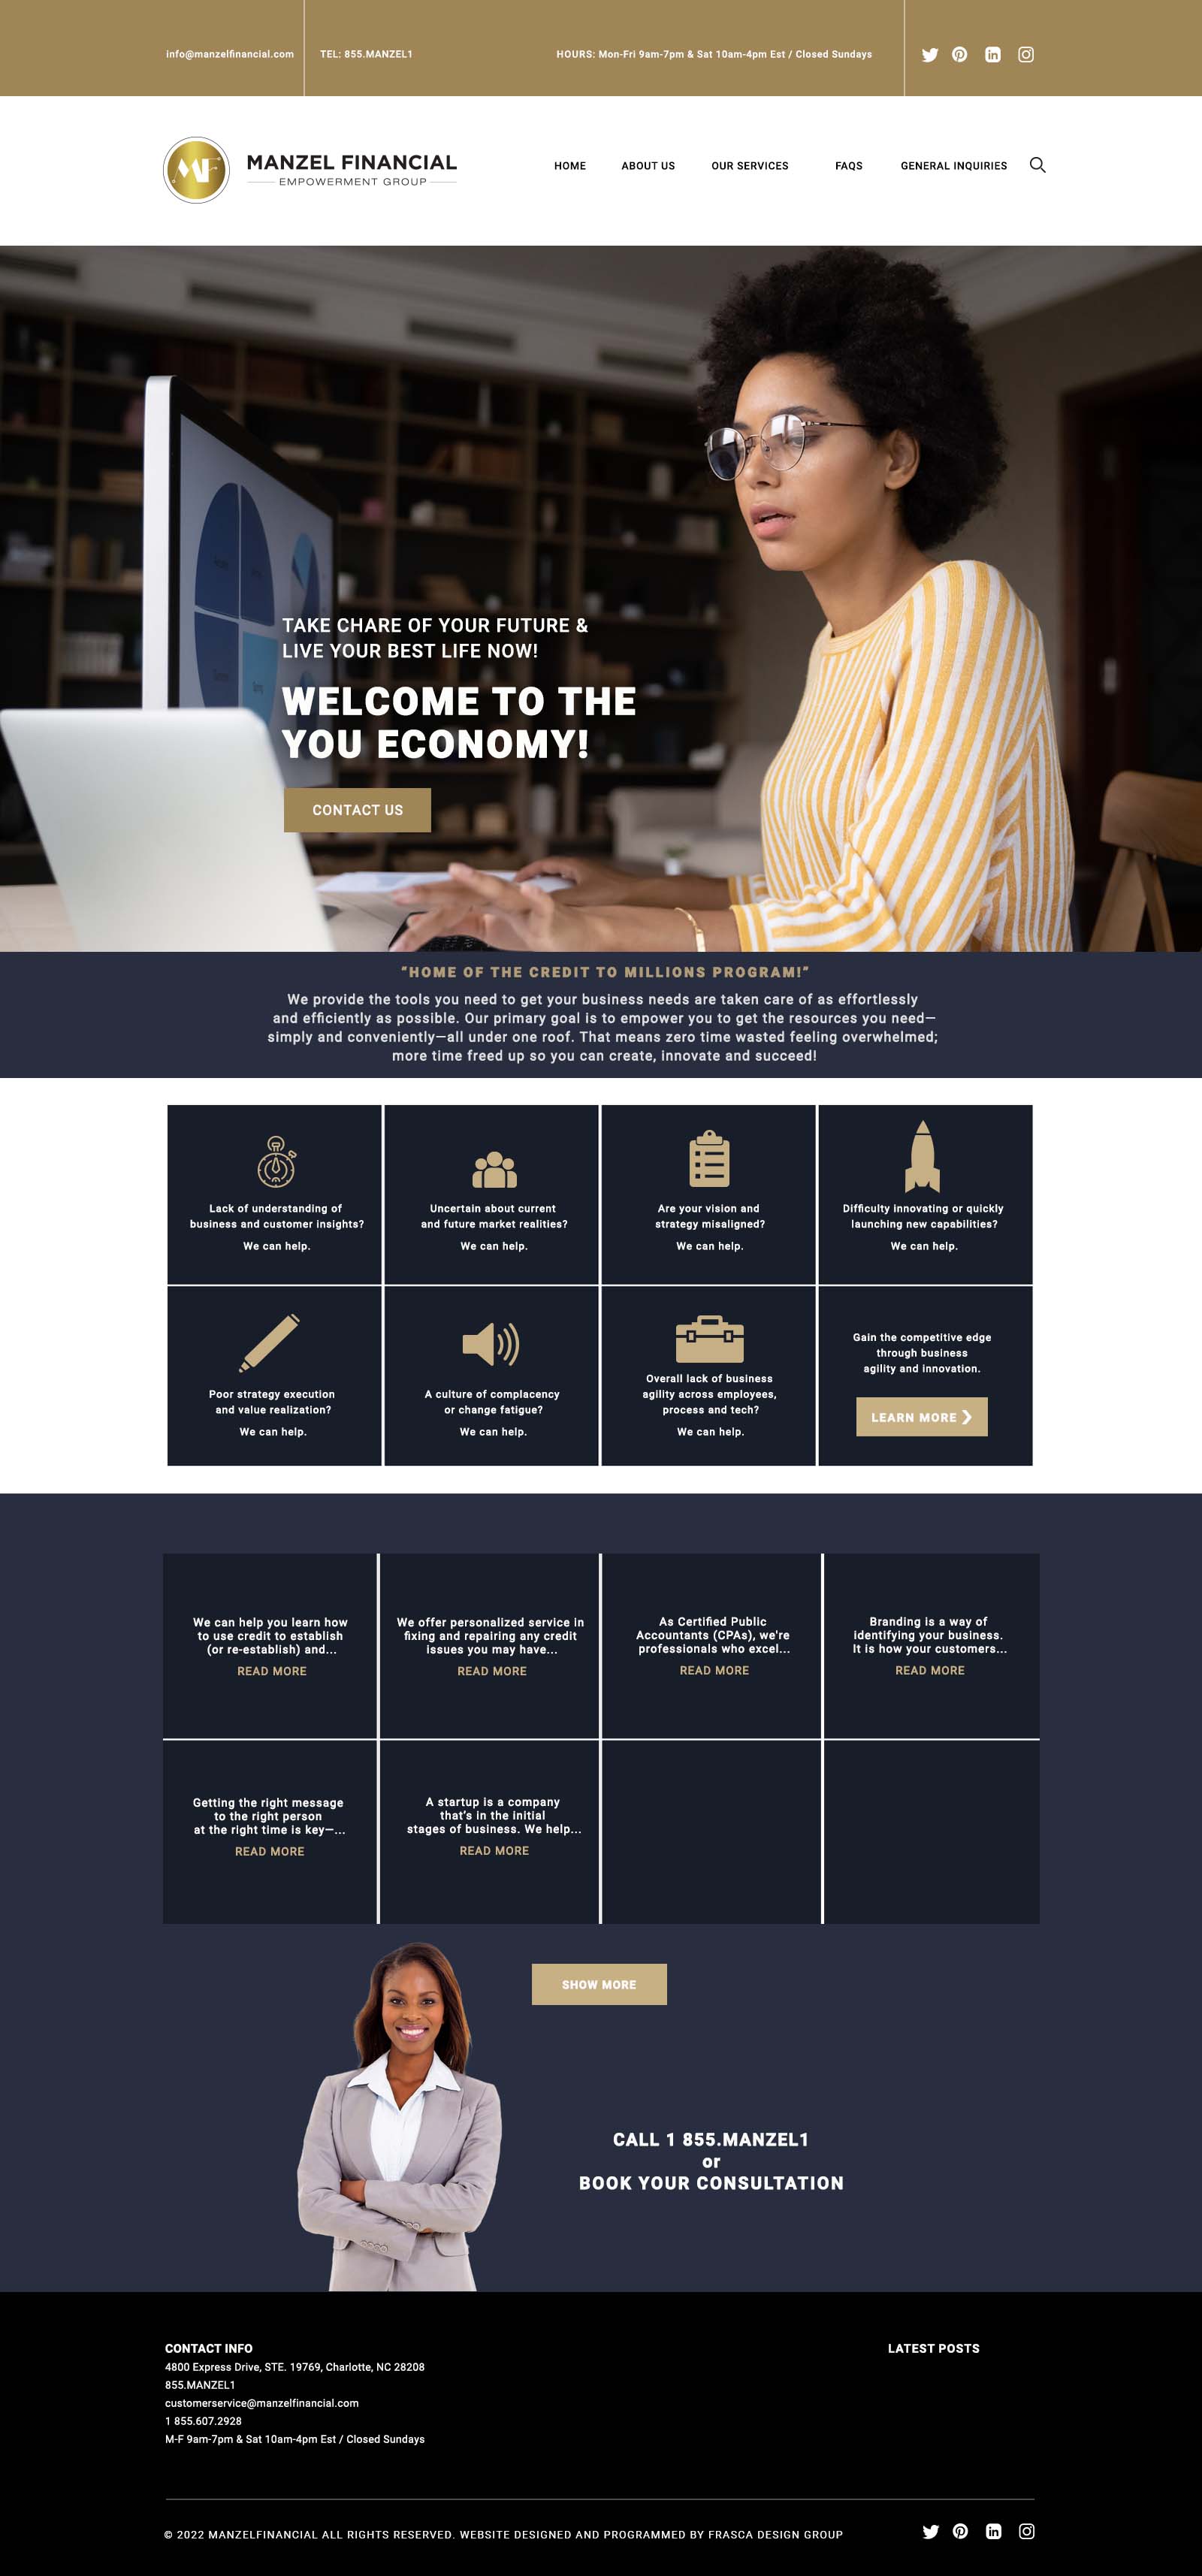 info@manzelfinancial.com
TEL: 855.MANZEL1
HOURS: Mon-Fri 9am-7pm & Sat 10am-4pm Est / Closed Sundays
MANZEL FINANCIAL
EMPOWERMENT GROUP
HOME
ABOUT US
OUR SERVICES
FAQS
GENERAL INQUIRIES
TAKE CHARE OF YOUR FUTURE &
LIVE YOUR BEST LIFE NOW!
WELCOME TO THE
YOU ECONOMY!
CONTACT US
"HOME OF THE CREDIT TO MILLIONS PROGRAM!"
We provide the tools you need to get your business needs are taken care of as effortlessly
and efficiently as possible. Our primary goal is to empower you to get the resources you need—
simply and conveniently—all under one roof. That means zero time wasted feeling overwhelmed;
more time freed up so you can create, innovate and succeed!
Lack of understanding of
business and customer insights?
We can help.
Uncertain about current
and future market realities?
We can help.
Are your vision and
strategy misaligned?
We can help.
Difficulty innovating or quickly
launching new capabilities?
We can help.
Poor strategy execution
and value realization?
We can help.
A culture of complacency
or change fatigue?
We can help.
Overall lack of business
agility across employees,
process and tech?
We can help.
Gain the competitive edge
through business
agility and innovation.
LEARN MORE ❯
We can help you learn how
to use credit to establish
(or re-establish) and...
READ MORE
We offer personalized service in
fixing and repairing any credit
issues you may have...
READ MORE
As Certified Public
Accountants (CPAs), we're
professionals who excel...
READ MORE
Branding is a way of
identifying your business.
It is how your customers...
READ MORE
Getting the right message
to the right person
at the right time is key—...
READ MORE
A startup is a company
that's in the initial
stages of business. We help...
READ MORE
SHOW MORE
CALL 1 855.MANZEL1
or
BOOK YOUR CONSULTATION
CONTACT INFO
4800 Express Drive, STE. 19769, Charlotte, NC 28208
855.MANZEL1
customerservice@manzelfinancial.com
1 855.607.2928
M-F 9am-7pm & Sat 10am-4pm Est / Closed Sundays
LATEST POSTS
© 2022 MANZELFINANCIAL ALL RIGHTS RESERVED. WEBSITE DESIGNED AND PROGRAMMED BY FRASCA DESIGN GROUP